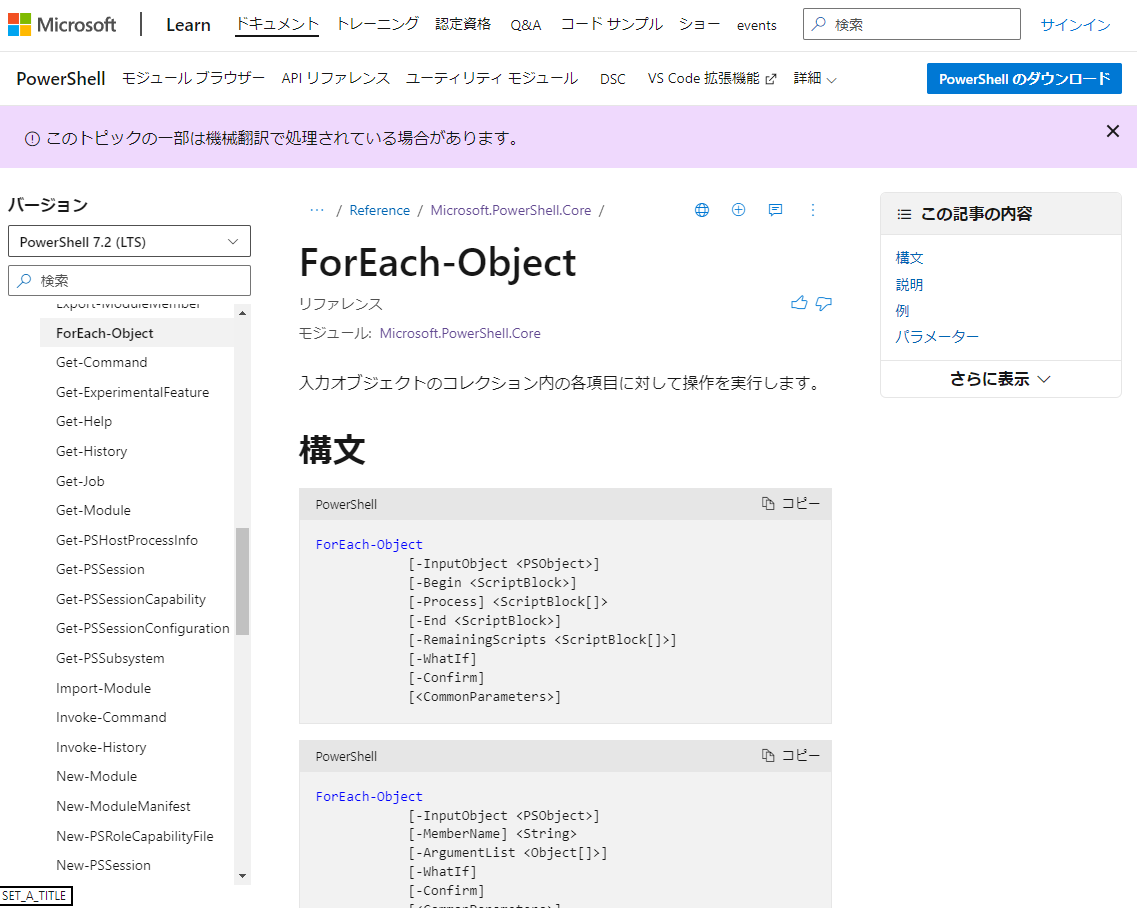 Microsoft
Learn
ドキュメント
トレーニング
認定資格
Q&A
コード サンプル
ショー
events
検索
サインイン
PowerShell
モジュール ブラウザー
API リファレンス
ユーティリティ モジュール
DSC
VS Code 拡張機能
詳細
PowerShell のダウンロード
このトピックの一部は機械翻訳で処理されている場合があります。
バージョン
PowerShell 7.2 (LTS)
検索
Export-ModuleMember
ForEach-Object
Get-Command
Get-ExperimentalFeature
Get-Help
Get-History
Get-Job
Get-Module
Get-PSHostProcessInfo
Get-PSSession
Get-PSSessionCapability
Get-PSSessionConfiguration
Get-PSSubsystem
Import-Module
Invoke-Command
Invoke-History
New-Module
New-ModuleManifest
New-PSRoleCapabilityFile
New-PSSession
SET_A_TITLE
… / Reference / Microsoft.PowerShell.Core /
ForEach-Object
リファレンス
モジュール: Microsoft.PowerShell.Core
入力オブジェクトのコレクション内の各項目に対して操作を実行します。
構文
PowerShell
コピー
ForEach-Object
[-InputObject <PSObject>]
[-Begin <ScriptBlock>]
[-Process] <ScriptBlock[]>
[-End <ScriptBlock>]
[-RemainingScripts <ScriptBlock[]>]
[-WhatIf]
[-Confirm]
[<CommonParameters>]
PowerShell
コピー
ForEach-Object
[-InputObject <PSObject>]
[-MemberName] <String>
[-ArgumentList <Object[]>]
[-WhatIf]
[-Confirm]
[<CommonParameters>]
この記事の内容
構文
説明
例
パラメーター
さらに表示